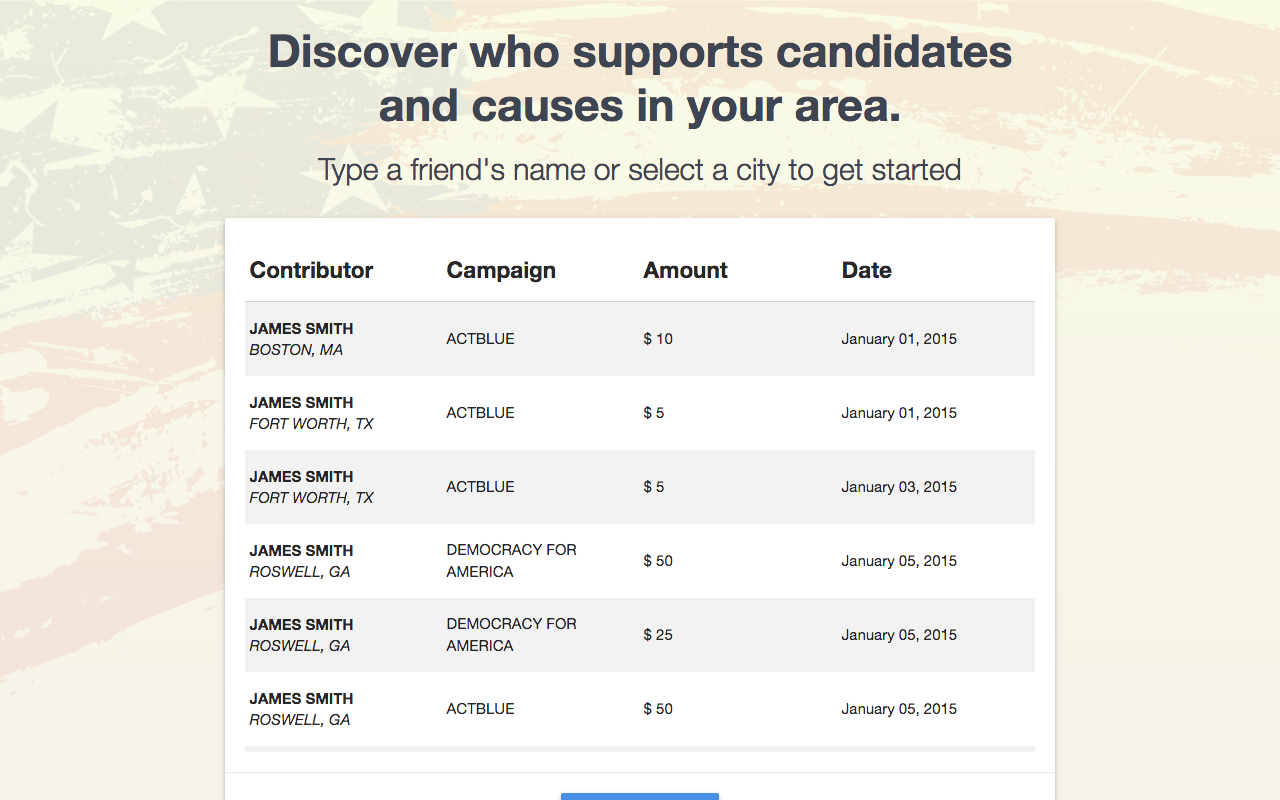 Discover who supports candidates
and causes in your area.
Type a friend's name or select a city to get started
Contributor Campaign Amount Date
JAMES SMITH
BOSTON, MA
ACTBLUE $ 10 January 01, 2015
JAMES SMITH
FORT WORTH, TX
ACTBLUE $ 5 January 01, 2015
JAMES SMITH
FORT WORTH, TX
ACTBLUE $ 5 January 03, 2015
JAMES SMITH
ROSWELL, GA
DEMOCRACY FOR
AMERICA
$ 50 January 05, 2015
JAMES SMITH
ROSWELL, GA
DEMOCRACY FOR
AMERICA
$ 25 January 05, 2015
JAMES SMITH
ROSWELL, GA
ACTBLUE $ 50 January 05, 2015